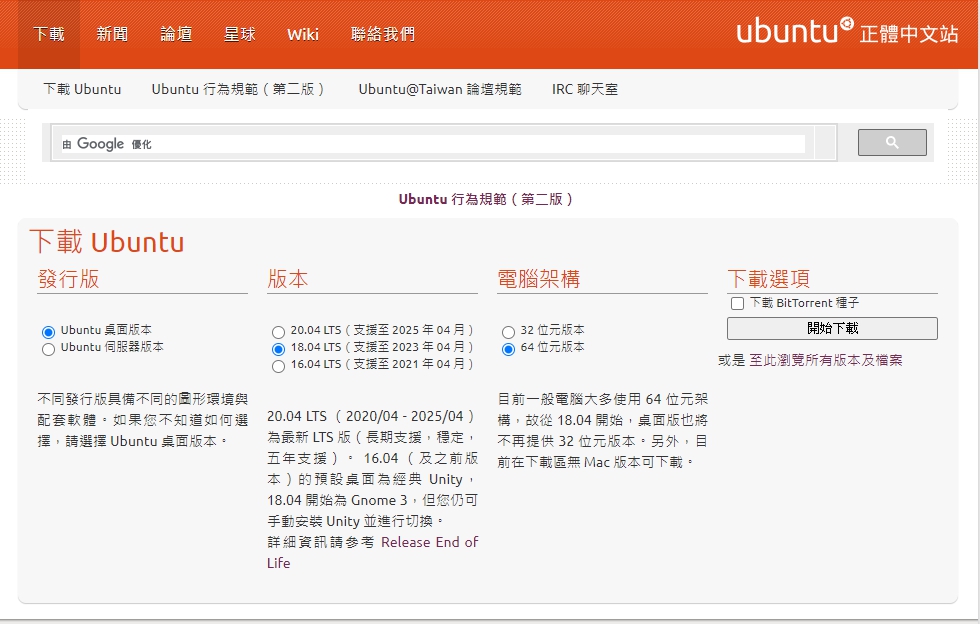 下載 新聞 論壇 星球 Wiki 聯絡我們
ubuntu 正體中文站
下載 Ubuntu Ubuntu 行為規範（第二版） Ubuntu@Taiwan 論壇規範 IRC 聊天室
由 Google 優化
Ubuntu 行為規範（第二版）
下載 Ubuntu
發行版
Ubuntu 桌面版本
Ubuntu 伺服器版本
不同發行版具備不同的圖形環境與
配套軟體。如果您不知道如何選
擇，請選擇 Ubuntu 桌面版本。
版本
20.04 LTS（支援至 2025 年 04 月）
18.04 LTS（支援至 2023 年 04 月）
16.04 LTS（支援至 2021 年 04 月）
20.04 LTS （2020/04 - 2025/04）
為最新 LTS 版（長期支援，穩定，
五年支援）。 16.04 （及之前版
本）的預設桌面為經典 Unity，
18.04 開始為 Gnome 3，但您仍可
手動安裝 Unity 並進行切換。
詳細資訊請參考 Release End of
Life
電腦架構
32 位元版本
64 位元版本
目前一般電腦大多使用 64 位元架
構，故從 18.04 開始，桌面版也將
不再提供 32 位元版本。另外，目
前在下載區無 Mac 版本可下載。
下載選項
下載 BitTorrent 種子
開始下載
或是 至此瀏覽所有版本及檔案